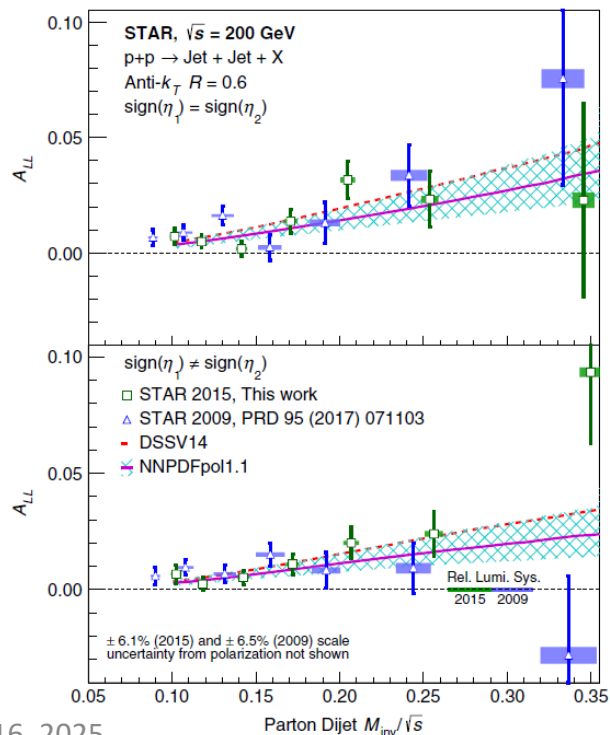 0.10
STAR, √s = 200 GeV
p+p → Jet + Jet + X
Anti-k_T R = 0.6
sign(η₁) = sign(η₂)
0.05
A_LL
0.00
0.10
sign(η₁) ≠ sign(η₂)
STAR 2015, This work
STAR 2009, PRD 95 (2017) 071103
DSSV14
NNPDFpol1.1
0.05
A_LL
Rel. Lumi. Sys.
2015 2009
0.00
± 6.1% (2015) and ± 6.5% (2009) scale
uncertainty from polarization not shown
0.05 0.10 0.15 0.20 0.25 0.30 0.35
Parton Dijet M_inv/√s
16, 2025